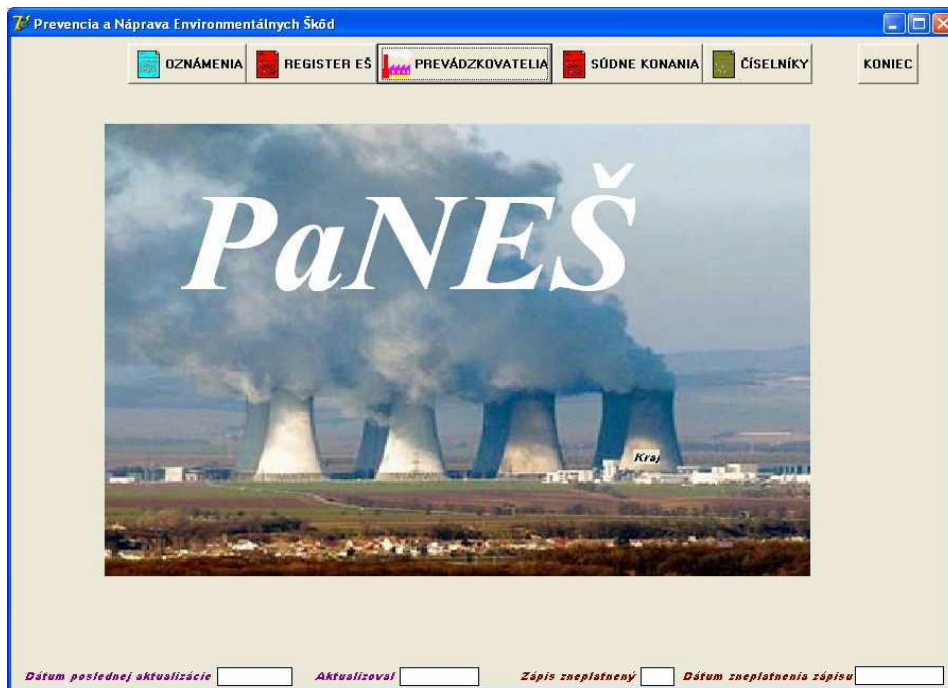 Prevencia a Náprava Environmentálnych Škôd
OZNÁMENIA REGISTER EŠ PREVÁDZKOVATELIA SÚDNE KONANIA ČÍSELNÍKY KONIEC
PaNEŠ
Kraj
Dátum poslednej aktualizácie Aktualizoval Zápis zneplatnený Dátum zneplatnenia zápisu